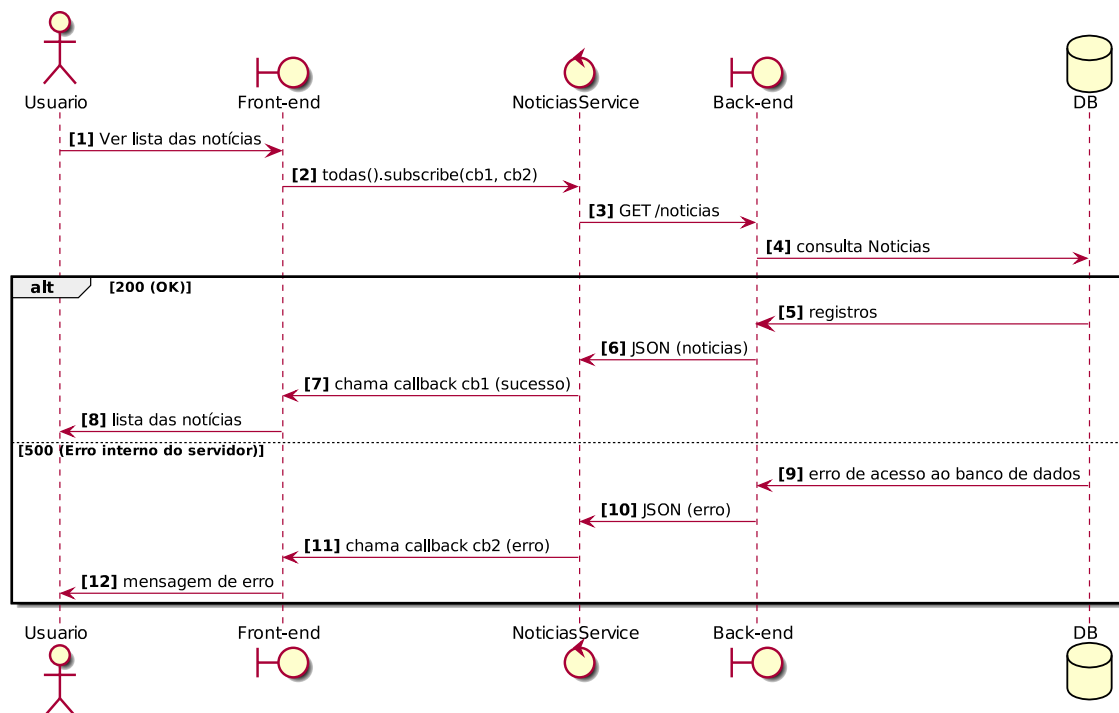 Usuario Front-end NoticiasService Back-end DB
[1] Ver lista das notícias
[2] todas().subscribe(cb1, cb2)
[3] GET /noticias
[4] consulta Noticias
alt [200 (OK)]
[5] registros
[6] JSON (noticias)
[7] chama callback cb1 (sucesso)
[8] lista das notícias
[500 (Erro interno do servidor)]
[9] erro de acesso ao banco de dados
[10] JSON (erro)
[11] chama callback cb2 (erro)
[12] mensagem de erro
Usuario Front-end NoticiasService Back-end DB